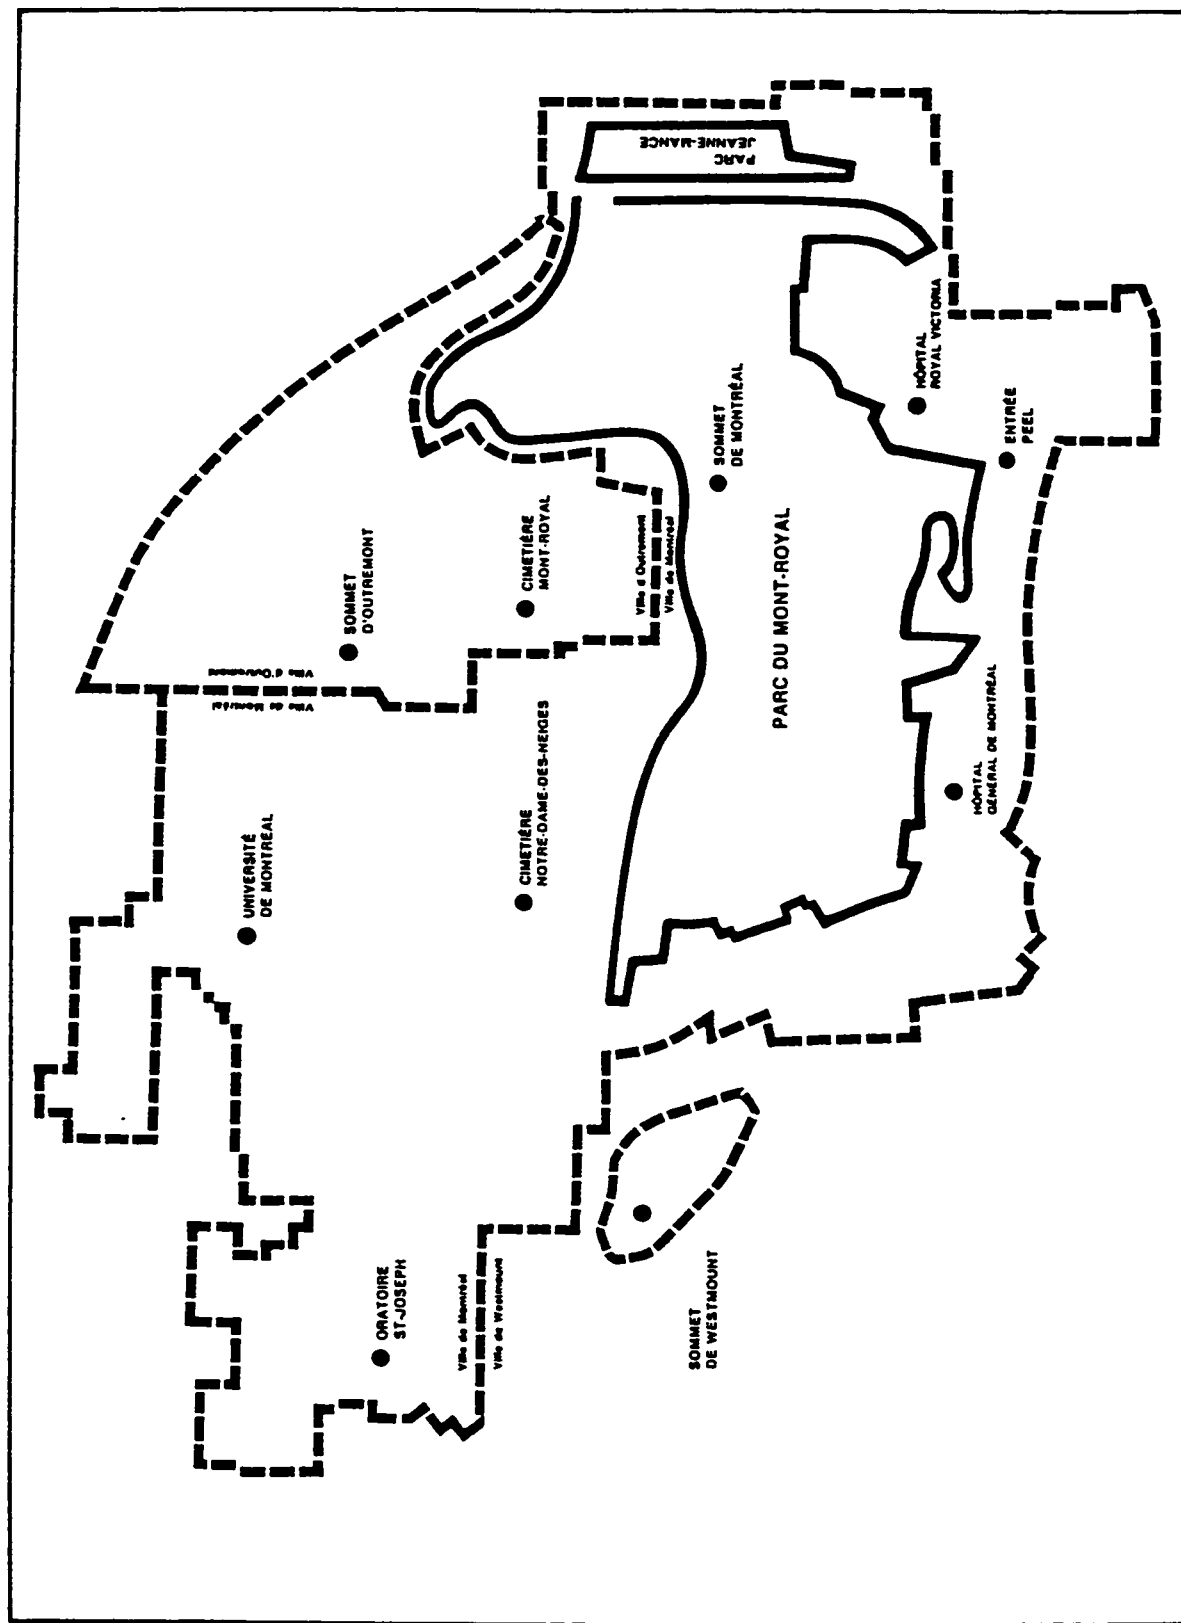 UNIVERSITÉ
DE MONTRÉAL
Ville de Montréal
Ville d'Outremont
SOMMET
D'OUTREMONT
ORATOIRE
ST-JOSEPH
Ville de Montréal
Ville de Westmount
CIMETIÈRE
NOTRE-DAME-DES-NEIGES
CIMETIÈRE
MONT-ROYAL
Ville d'Outremont
Ville de Montréal
SOMMET
DE WESTMOUNT
SOMMET
DE MONTRÉAL
PARC
JEANNE-MANCE
PARC DU MONT-ROYAL
HÔPITAL
ROYAL VICTORIA
HÔPITAL
GÉNÉRAL DE MONTRÉAL
ENTRÉE
PEEL